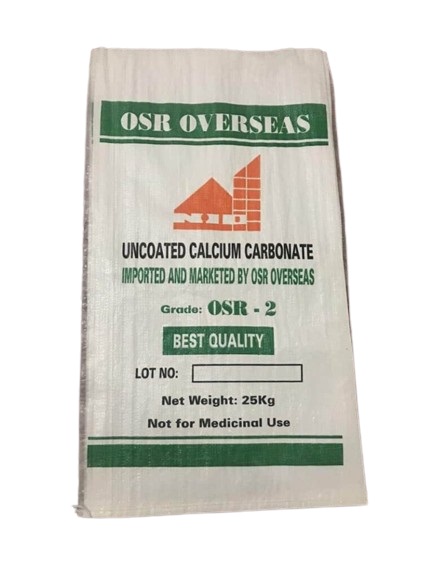 OSR OVERSEAS
UNCOATED CALCIUM CARBONATE
IMPORTED AND MARKETED BY OSR OVERSEAS
Grade: OSR - 2
BEST QUALITY
LOT NO:
Net Weight: 25Kg
Not for Medicinal Use